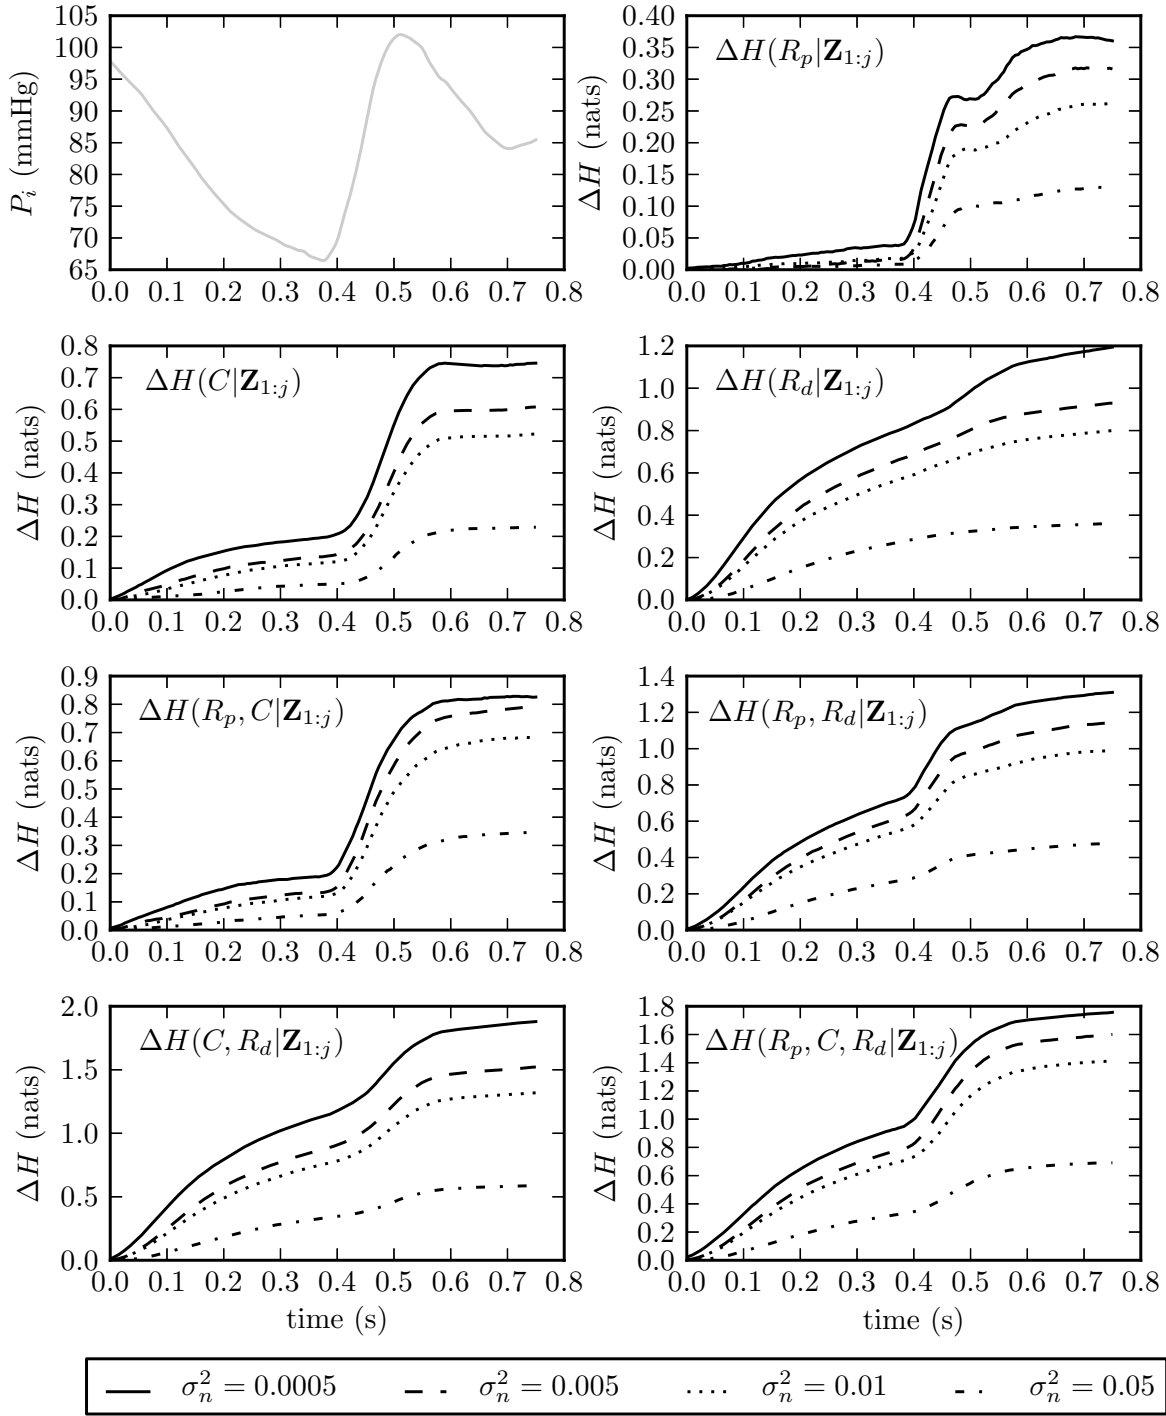 105
100
95
90
85
80
75
70
65
P_i (mmHg)
0.0 0.1 0.2 0.3 0.4 0.5 0.6 0.7 0.8
0.40
0.35
0.30
0.25
0.20
0.15
0.10
0.05
0.00
ΔH (nats)
ΔH(R_p|Z_{1:j})
0.0 0.1 0.2 0.3 0.4 0.5 0.6 0.7 0.8
0.8
0.7
0.6
0.5
0.4
0.3
0.2
0.1
0.0
ΔH (nats)
ΔH(C|Z_{1:j})
0.0 0.1 0.2 0.3 0.4 0.5 0.6 0.7 0.8
1.2
1.0
0.8
0.6
0.4
0.2
0.0
ΔH (nats)
ΔH(R_d|Z_{1:j})
0.0 0.1 0.2 0.3 0.4 0.5 0.6 0.7 0.8
0.9
0.8
0.7
0.6
0.5
0.4
0.3
0.2
0.1
0.0
ΔH (nats)
ΔH(R_p, C|Z_{1:j})
0.0 0.1 0.2 0.3 0.4 0.5 0.6 0.7 0.8
1.4
1.2
1.0
0.8
0.6
0.4
0.2
0.0
ΔH (nats)
ΔH(R_p, R_d|Z_{1:j})
0.0 0.1 0.2 0.3 0.4 0.5 0.6 0.7 0.8
2.0
1.5
1.0
0.5
0.0
ΔH (nats)
ΔH(C, R_d|Z_{1:j})
0.0 0.1 0.2 0.3 0.4 0.5 0.6 0.7 0.8
time (s)
1.8
1.6
1.4
1.2
1.0
0.8
0.6
0.4
0.2
0.0
ΔH (nats)
ΔH(R_p, C, R_d|Z_{1:j})
0.0 0.1 0.2 0.3 0.4 0.5 0.6 0.7 0.8
time (s)
σ_n^2 = 0.0005 σ_n^2 = 0.005 σ_n^2 = 0.01 σ_n^2 = 0.05